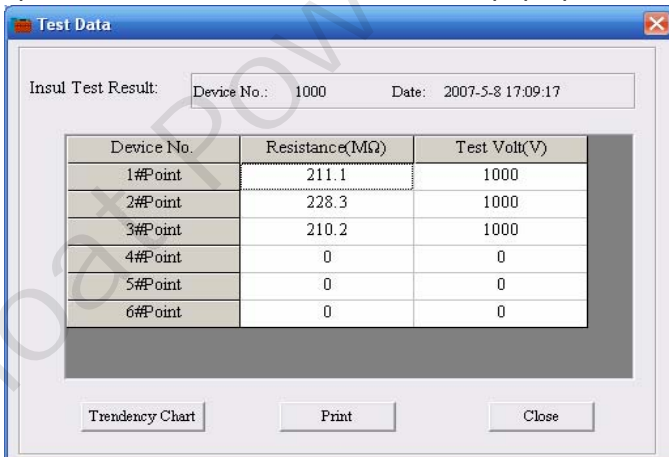 Test Data
Insul Test Result: Device No.: 1000 Date: 2007-5-8 17:09:17
Device No. Resistance(MΩ) Test Volt(V)
1#Point 211.1 1000
2#Point 228.3 1000
3#Point 210.2 1000
4#Point 0 0
5#Point 0 0
6#Point 0 0
Trendency Chart Print Close